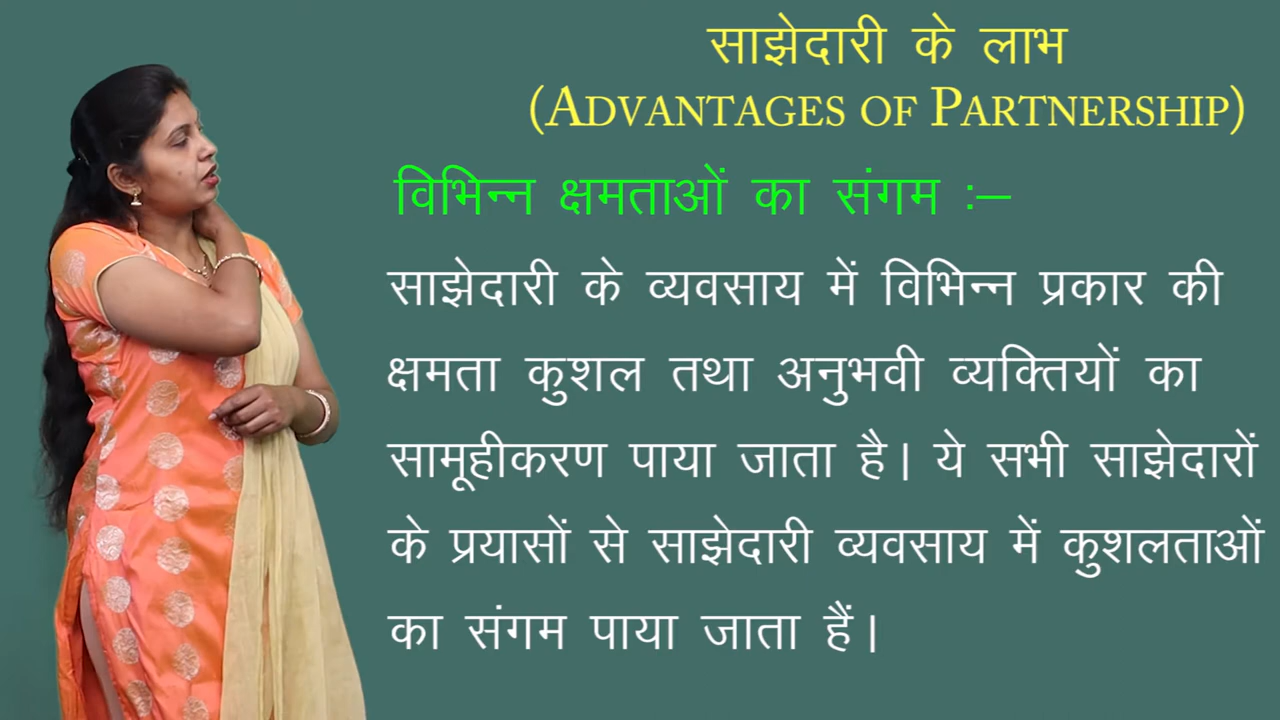 साझेदारी के लाभ
(ADVANTAGES OF PARTNERSHIP)
विभिन्न क्षमताओं का संगम :–
साझेदारी के व्यवसाय में विभिन्न प्रकार की
क्षमता कुशल तथा अनुभवी व्यक्तियों का
सामूहीकरण पाया जाता है। ये सभी साझेदारों
के प्रयासों से साझेदारी व्यवसाय में कुशलताओं
का संगम पाया जाता हैं।